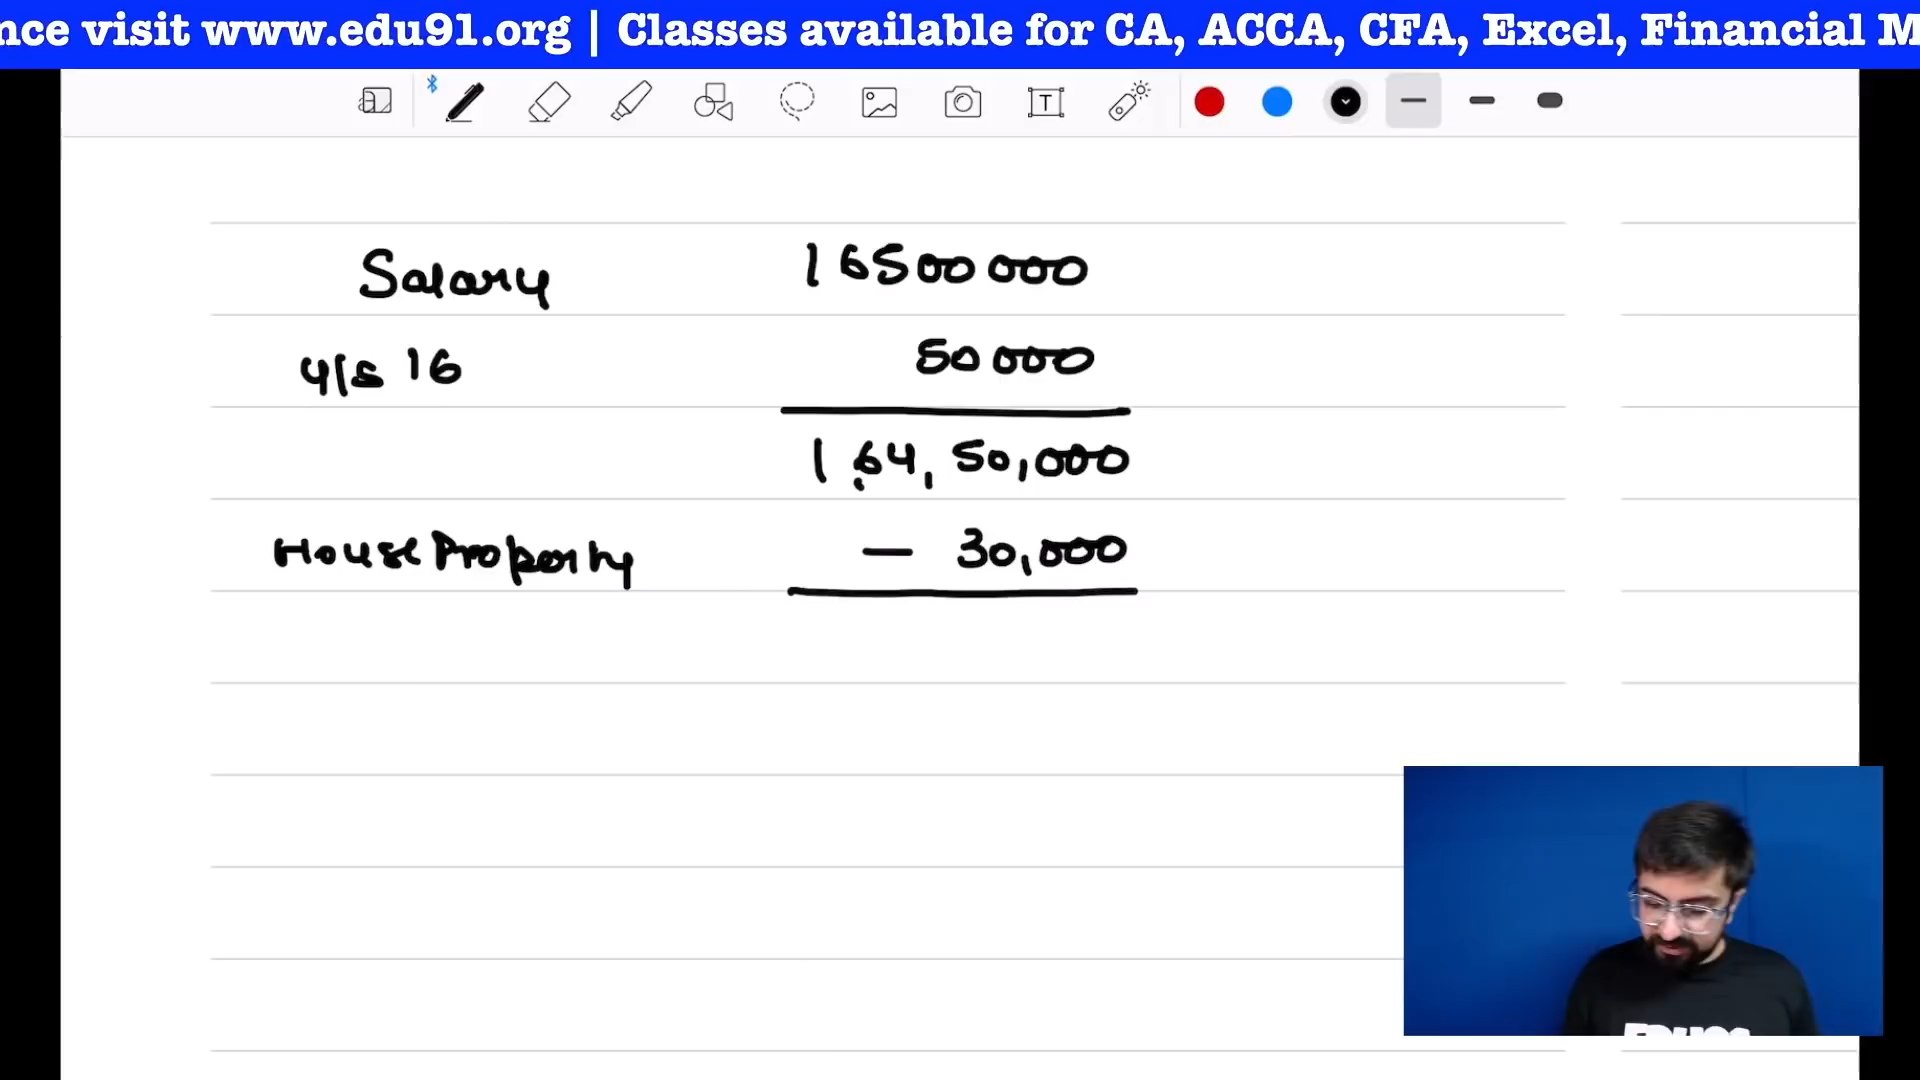 nce visit www.edu91.org | Classes available for CA, ACCA, CFA, Excel, Financial M
T
Salary 16500000
u/s 16 50000
1,64,50,000
House Property — 30,000
EDU91